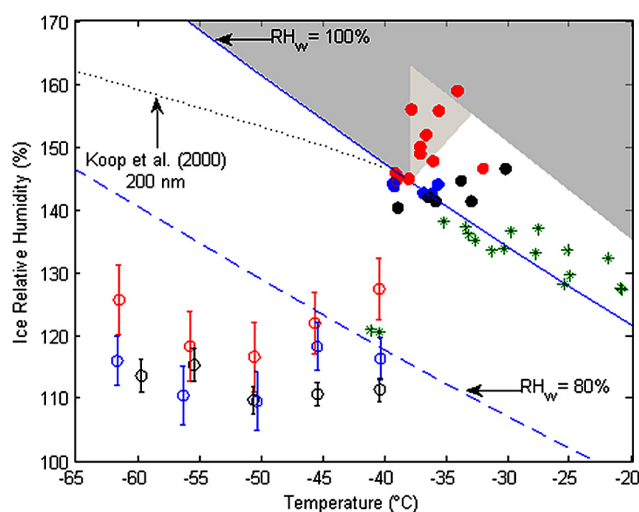 170
160
150
140
130
120
110
100
Ice Relative Humidity (%)
RHw = 100%
Koop et al. (2000)
200 nm
RHw = 80%
-65 -60 -55 -50 -45 -40 -35 -30 -25 -20
Temperature (°C)